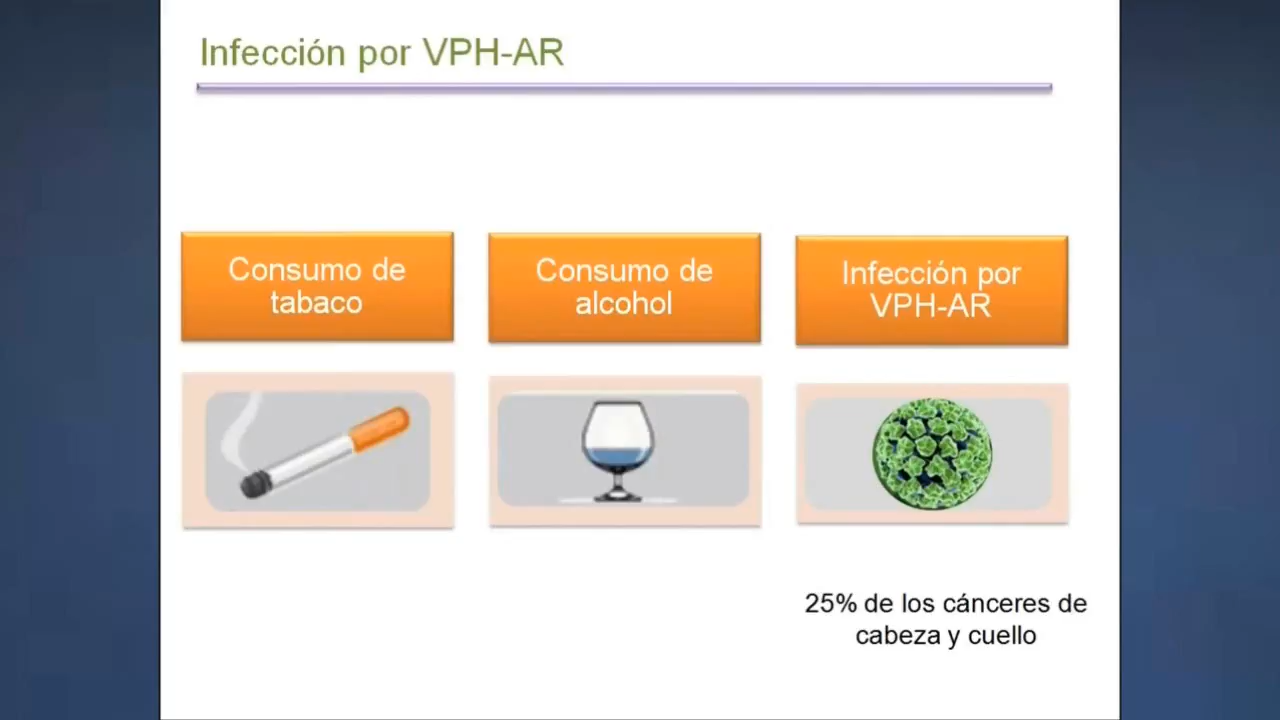 Infección por VPH-AR
Consumo de
tabaco
Consumo de
alcohol
Infección por
VPH-AR
25% de los cánceres de
cabeza y cuello